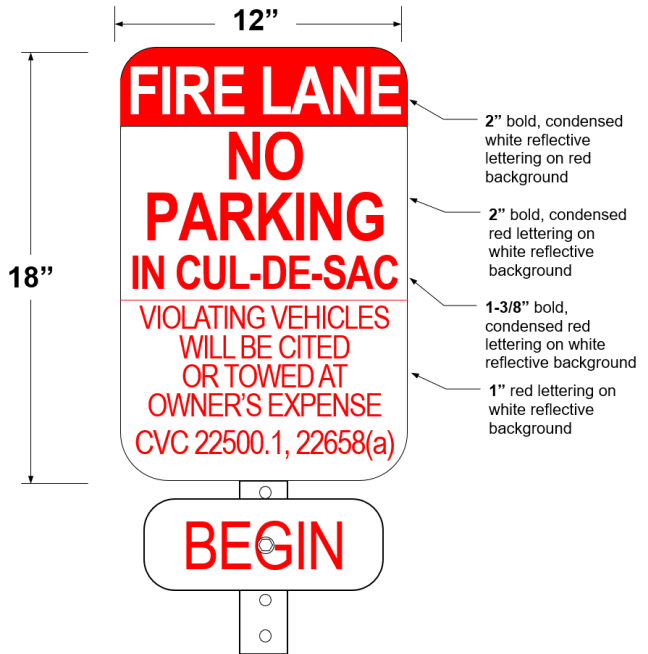 12”
FIRE LANE
NO
PARKING
IN CUL-DE-SAC
VIOLATING VEHICLES
WILL BE CITED
OR TOWED AT
OWNER’S EXPENSE
CVC 22500.1, 22658(a)
BEGIN
18”
2” bold, condensed
white reflective
lettering on red
background
2” bold, condensed
red lettering on
white reflective
background
1-3/8” bold,
condensed red
lettering on white
reflective background
1” red lettering on
white reflective
background